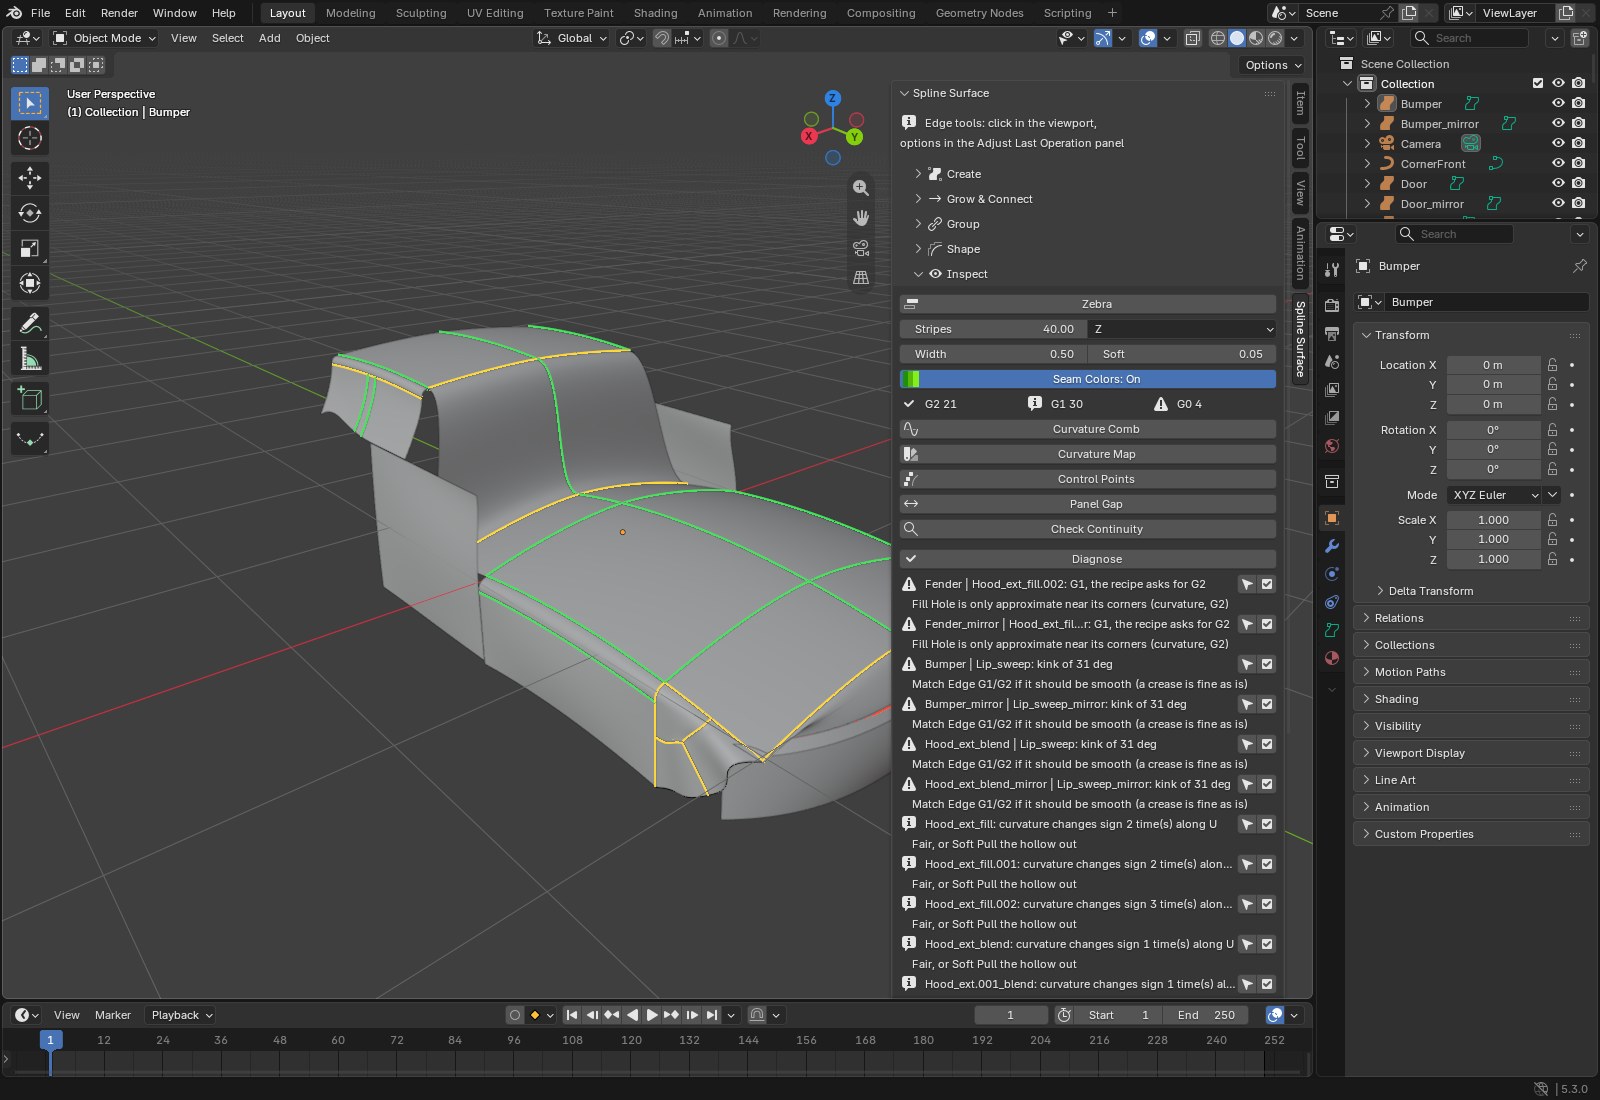 File Edit Render Window Help Layout Modeling Sculpting UV Editing Texture Paint Shading Animation Rendering Compositing Geometry Nodes Scripting + Scene ViewLayer
Object Mode View Select Add Object Global
Search
Options
User Perspective
(1) Collection | Bumper
Z
X
Y
Spline Surface
Edge tools: click in the viewport,
options in the Adjust Last Operation panel
Create
Grow & Connect
Group
Shape
Inspect
Zebra
Stripes 40.00 Z
Width 0.50 Soft 0.05
Seam Colors: On
G2 21 G1 30 G0 4
Curvature Comb
Curvature Map
Control Points
Panel Gap
Check Continuity
Diagnose
Fender | Hood_ext_fill.002: G1, the recipe asks for G2
Fill Hole is only approximate near its corners (curvature, G2)
Fender_mirror | Hood_ext_fil...r: G1, the recipe asks for G2
Fill Hole is only approximate near its corners (curvature, G2)
Bumper | Lip_sweep: kink of 31 deg
Match Edge G1/G2 if it should be smooth (a crease is fine as is)
Bumper_mirror | Lip_sweep_mirror: kink of 31 deg
Match Edge G1/G2 if it should be smooth (a crease is fine as is)
Hood_ext_blend | Lip_sweep: kink of 31 deg
Match Edge G1/G2 if it should be smooth (a crease is fine as is)
Hood_ext_blend_mirror | Lip_sweep_mirror: kink of 31 deg
Match Edge G1/G2 if it should be smooth (a crease is fine as is)
Hood_ext_fill: curvature changes sign 2 time(s) along U
Fair, or Soft Pull the hollow out
Hood_ext_fill.001: curvature changes sign 2 time(s) alon...
Fair, or Soft Pull the hollow out
Hood_ext_fill.002: curvature changes sign 3 time(s) alon...
Fair, or Soft Pull the hollow out
Hood_ext_blend: curvature changes sign 1 time(s) along U
Fair, or Soft Pull the hollow out
Hood_ext.001_blend: curvature changes sign 1 time(s) al...
Item
Tool
View
Animation
Spline Surface
Scene Collection
Collection
Bumper
Bumper_mirror
Camera
CornerFront
Door
Door_mirror
Search
Bumper
Bumper
Transform
Location X 0 m
Y 0 m
Z 0 m
Rotation X 0°
Y 0°
Z 0°
Mode XYZ Euler
Scale X 1.000
Y 1.000
Z 1.000
Delta Transform
Relations
Collections
Motion Paths
Shading
Visibility
Viewport Display
Line Art
Animation
Custom Properties
View Marker Playback 1 Start 1 End 250
1 12 24 36 48 60 72 84 96 108 120 132 144 156 168 180 192 204 216 228 240 252
5.3.0